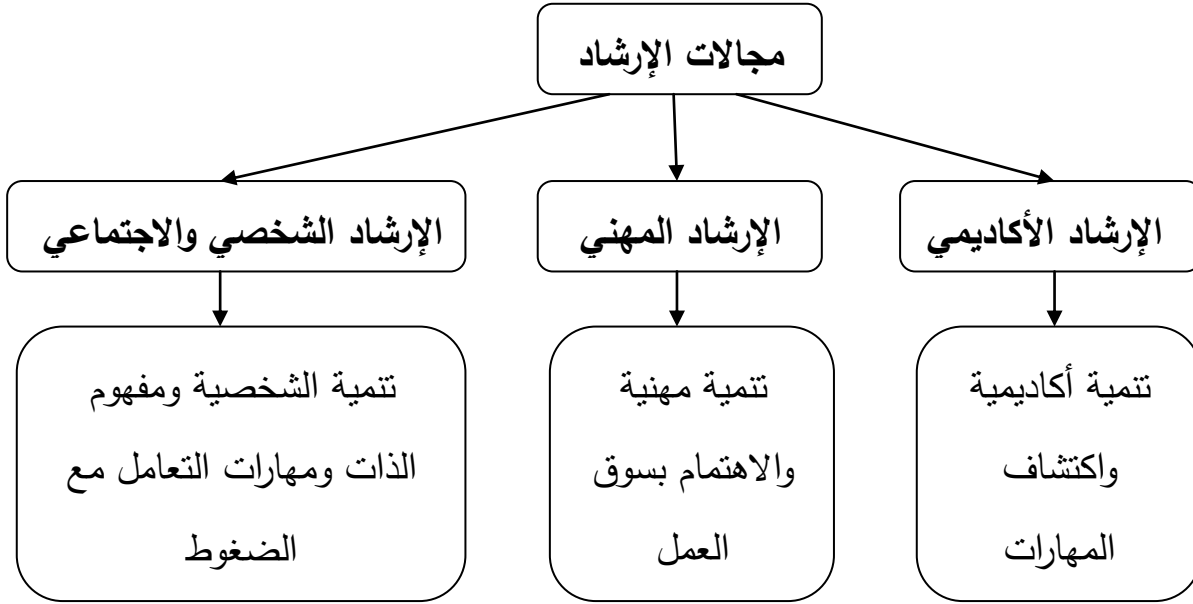 مجالات الإرشاد
الإرشاد الأكاديمي
الإرشاد المهني
الإرشاد الشخصي والاجتماعي
تنمية أكاديمية
واكتشاف
المهارات
تنمية مهنية
والاهتمام بسوق
العمل
تنمية الشخصية ومفهوم
الذات ومهارات التعامل مع
الضغوط